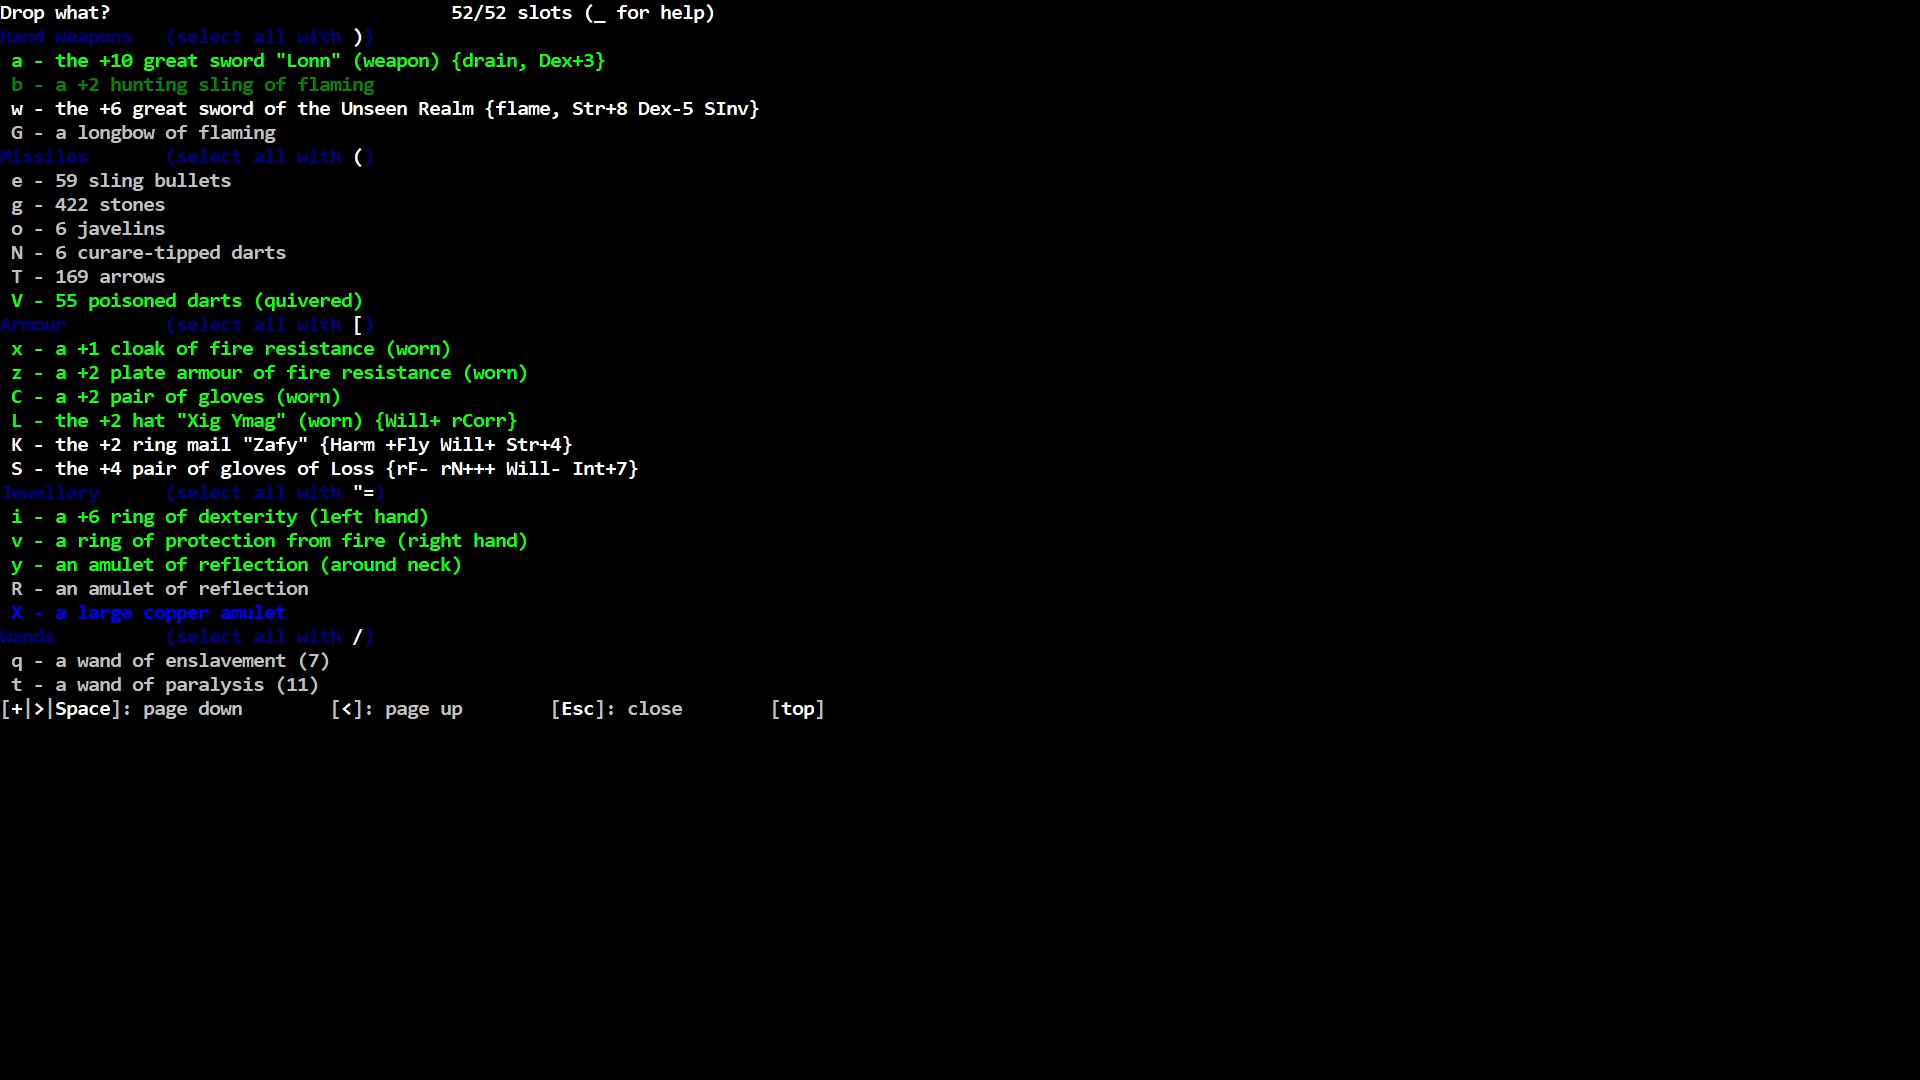 Drop what? 52/52 slots (_ for help)
Hand Weapons (select all with ))
a - the +10 great sword "Lonn" (weapon) {drain, Dex+3}
b - a +2 hunting sling of flaming
w - the +6 great sword of the Unseen Realm {flame, Str+8 Dex-5 SInv}
G - a longbow of flaming
Missiles (select all with ()
e - 59 sling bullets
g - 422 stones
o - 6 javelins
N - 6 curare-tipped darts
T - 169 arrows
V - 55 poisoned darts (quivered)
Armour (select all with [)
x - a +1 cloak of fire resistance (worn)
z - a +2 plate armour of fire resistance (worn)
C - a +2 pair of gloves (worn)
L - the +2 hat "Xig Ymag" (worn) {Will+ rCorr}
K - the +2 ring mail "Zafy" {Harm +Fly Will+ Str+4}
S - the +4 pair of gloves of Loss {rF- rN+++ Will- Int+7}
Jewellery (select all with "=)
i - a +6 ring of dexterity (left hand)
v - a ring of protection from fire (right hand)
y - an amulet of reflection (around neck)
R - an amulet of reflection
X - a large copper amulet
Wands (select all with /)
q - a wand of enslavement (7)
t - a wand of paralysis (11)
[+|>|Space]: page down [<]: page up [Esc]: close [top]